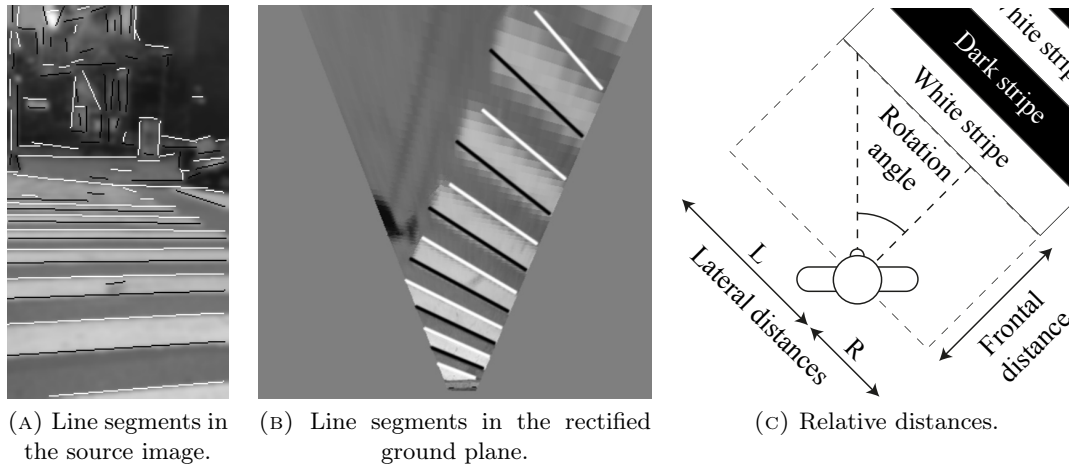 White stripe
Dark stripe
White stripe
Rotation
angle
L
Lateral distances
R
Frontal
distance
(A) Line segments in
the source image.
(B) Line segments in the rectified
ground plane.
(C) Relative distances.